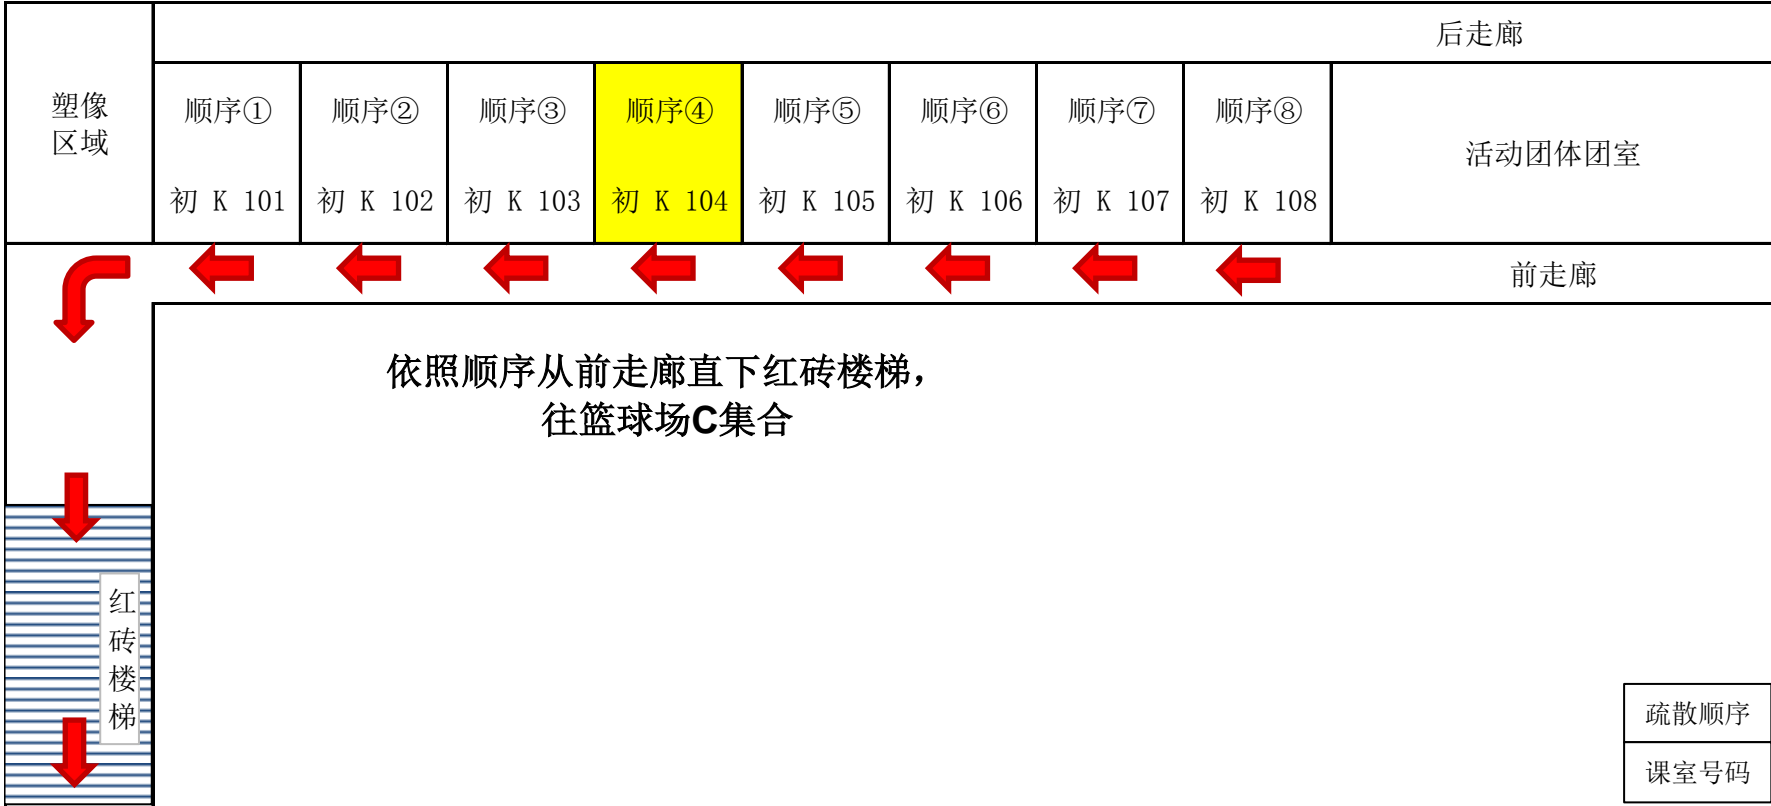 后走廊
塑像
区域
顺序① 顺序② 顺序③ 顺序④ 顺序⑤ 顺序⑥ 顺序⑦ 顺序⑧
初 K 101 初 K 102 初 K 103 初 K 104 初 K 105 初 K 106 初 K 107 初 K 108
活动团体团室
前走廊
依照顺序从前走廊直下红砖楼梯，
往篮球场C集合
红
砖
楼
梯
疏散顺序
课室号码